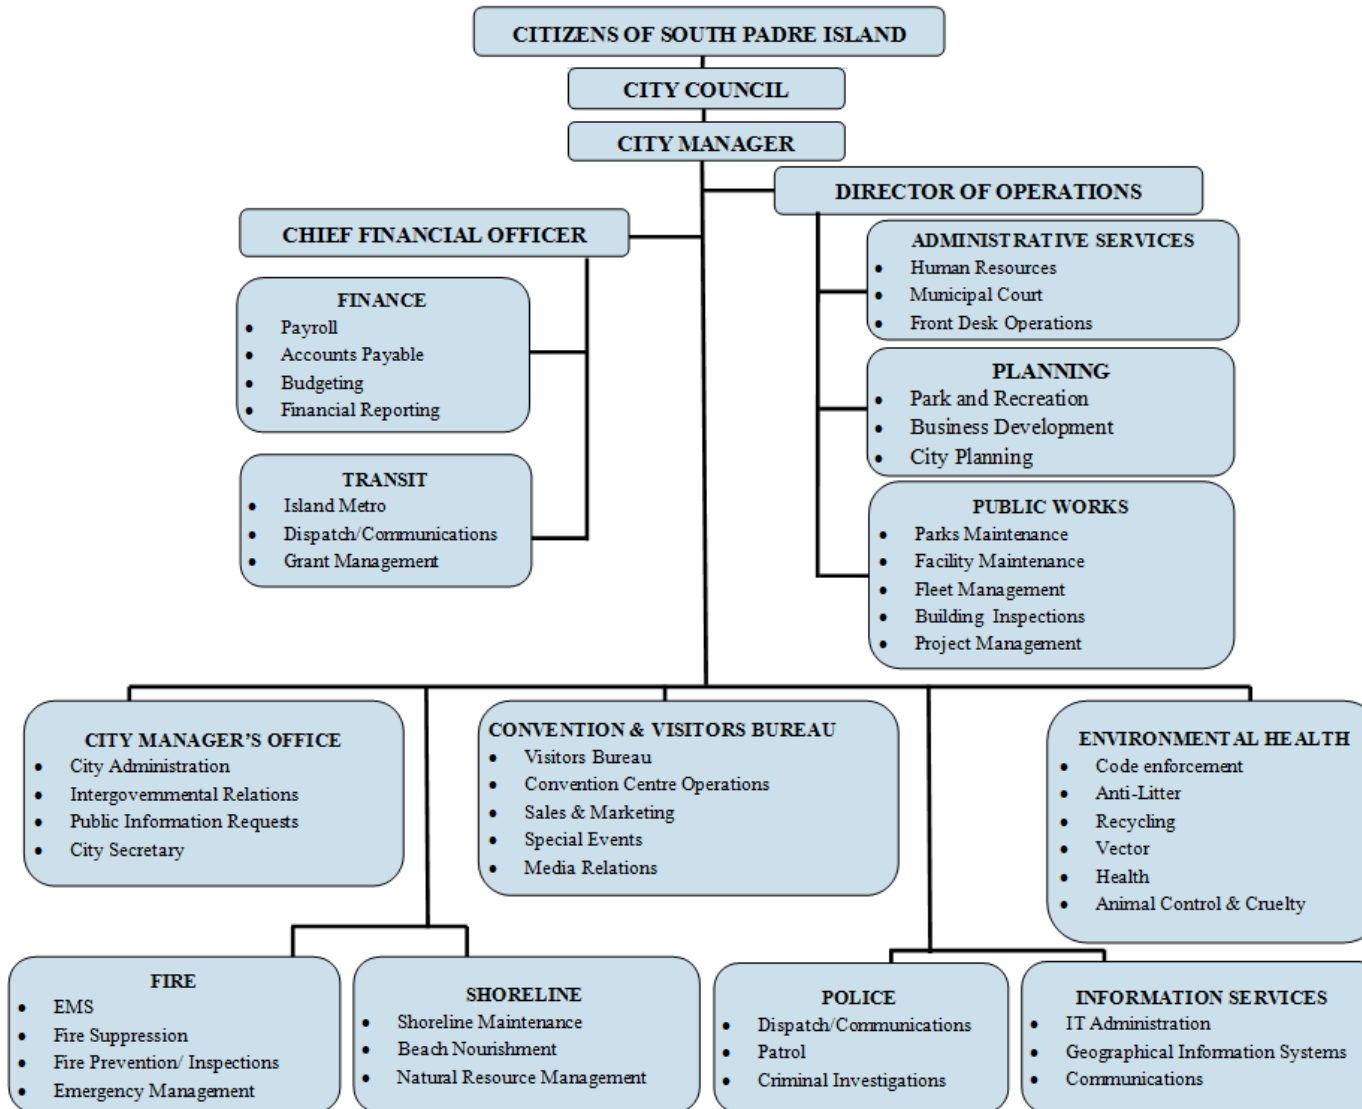 CITIZENS OF SOUTH PADRE ISLAND
CITY COUNCIL
CITY MANAGER
DIRECTOR OF OPERATIONS
CHIEF FINANCIAL OFFICER
ADMINISTRATIVE SERVICES
• Human Resources
• Municipal Court
• Front Desk Operations
FINANCE
• Payroll
• Accounts Payable
• Budgeting
• Financial Reporting
PLANNING
• Park and Recreation
• Business Development
• City Planning
TRANSIT
• Island Metro
• Dispatch/Communications
• Grant Management
PUBLIC WORKS
• Parks Maintenance
• Facility Maintenance
• Fleet Management
• Building Inspections
• Project Management
CITY MANAGER’S OFFICE
• City Administration
• Intergovernmental Relations
• Public Information Requests
• City Secretary
CONVENTION & VISITORS BUREAU
• Visitors Bureau
• Convention Centre Operations
• Sales & Marketing
• Special Events
• Media Relations
ENVIRONMENTAL HEALTH
• Code enforcement
• Anti-Litter
• Recycling
• Vector
• Health
• Animal Control & Cruelty
FIRE
• EMS
• Fire Suppression
• Fire Prevention/ Inspections
• Emergency Management
SHORELINE
• Shoreline Maintenance
• Beach Nourishment
• Natural Resource Management
POLICE
• Dispatch/Communications
• Patrol
• Criminal Investigations
INFORMATION SERVICES
• IT Administration
• Geographical Information Systems
• Communications